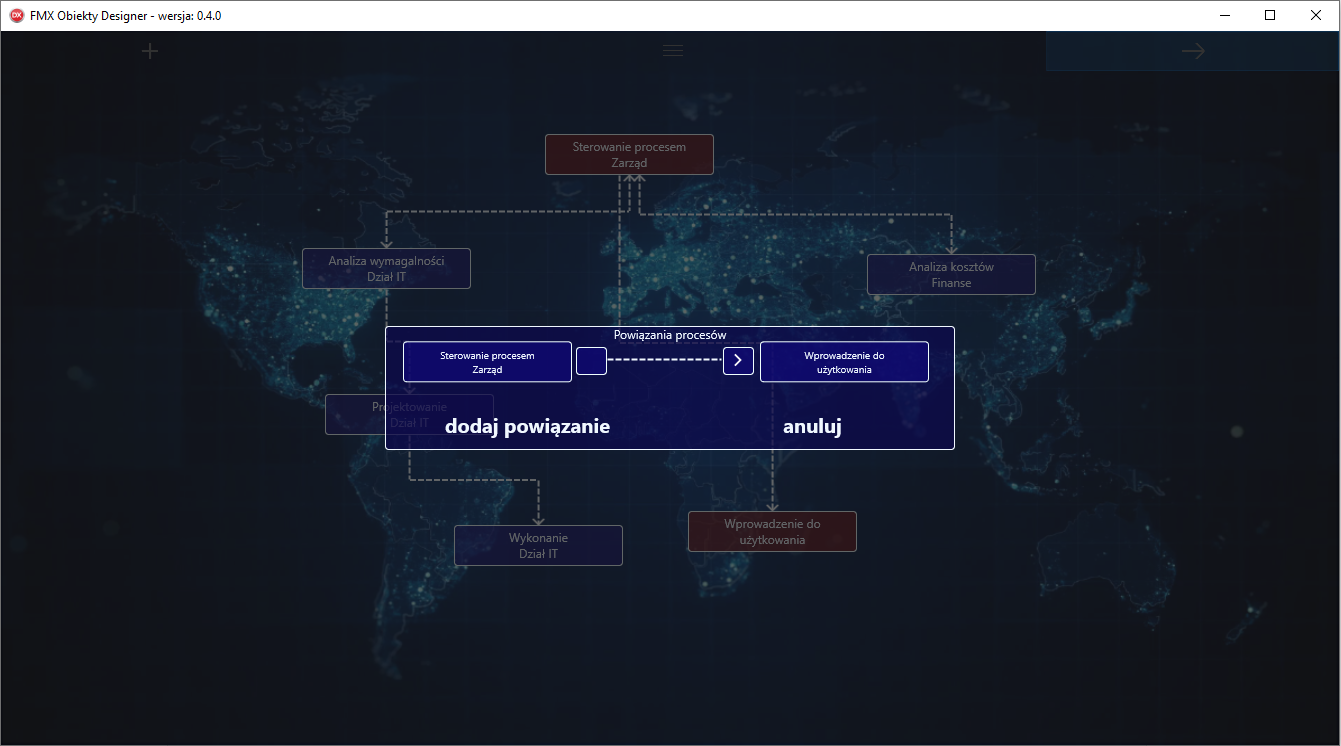 FMX Obiekty Designer - wersja: 0.4.0
Sterowanie procesem
Zarząd
Analiza wymagalności
Dział IT
Analiza kosztów
Finanse
Powiązania procesów
Sterowanie procesem
Zarząd
Wprowadzenie do
użytkowania
Projektowanie
Dział IT
dodaj powiązanie
anuluj
Wprowadzenie do
użytkowania
Wykonanie
Dział IT